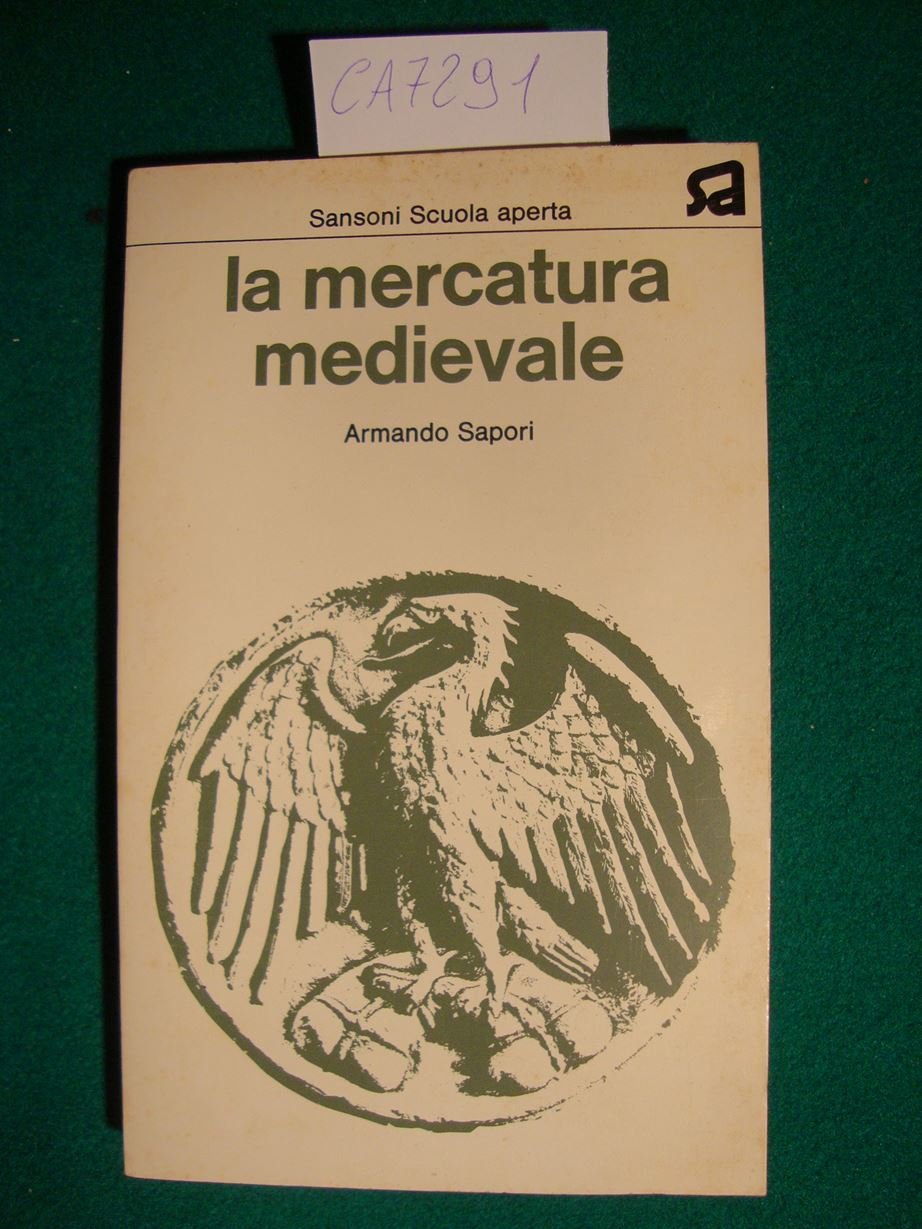 CA7291
sa
Sansoni Scuola aperta
la mercatura
medievale
Armando Sapori